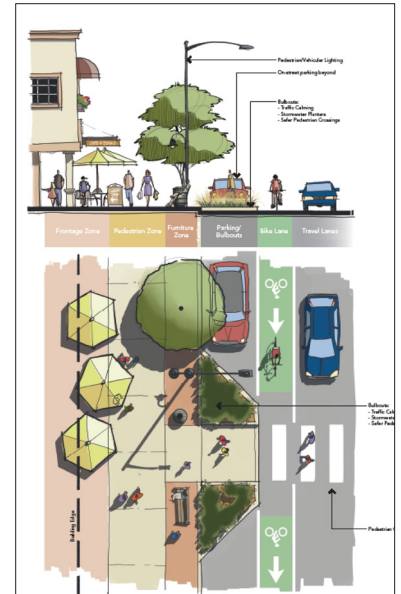 Pedestrian/Vehicular Lighting
On-street parking beyond
Bulbouts:
- Traffic Calming
- Stormwater Planters
- Safer Pedestrian Crossings
Frontage Zone
Pedestrian Zone
Furniture
Zone
Parking/
Bulbouts
Bike Lane
Travel Lanes
Bulbouts:
- Traffic Cal
- Stormwate
- Safer Pede
Pedestrian
Building Edge